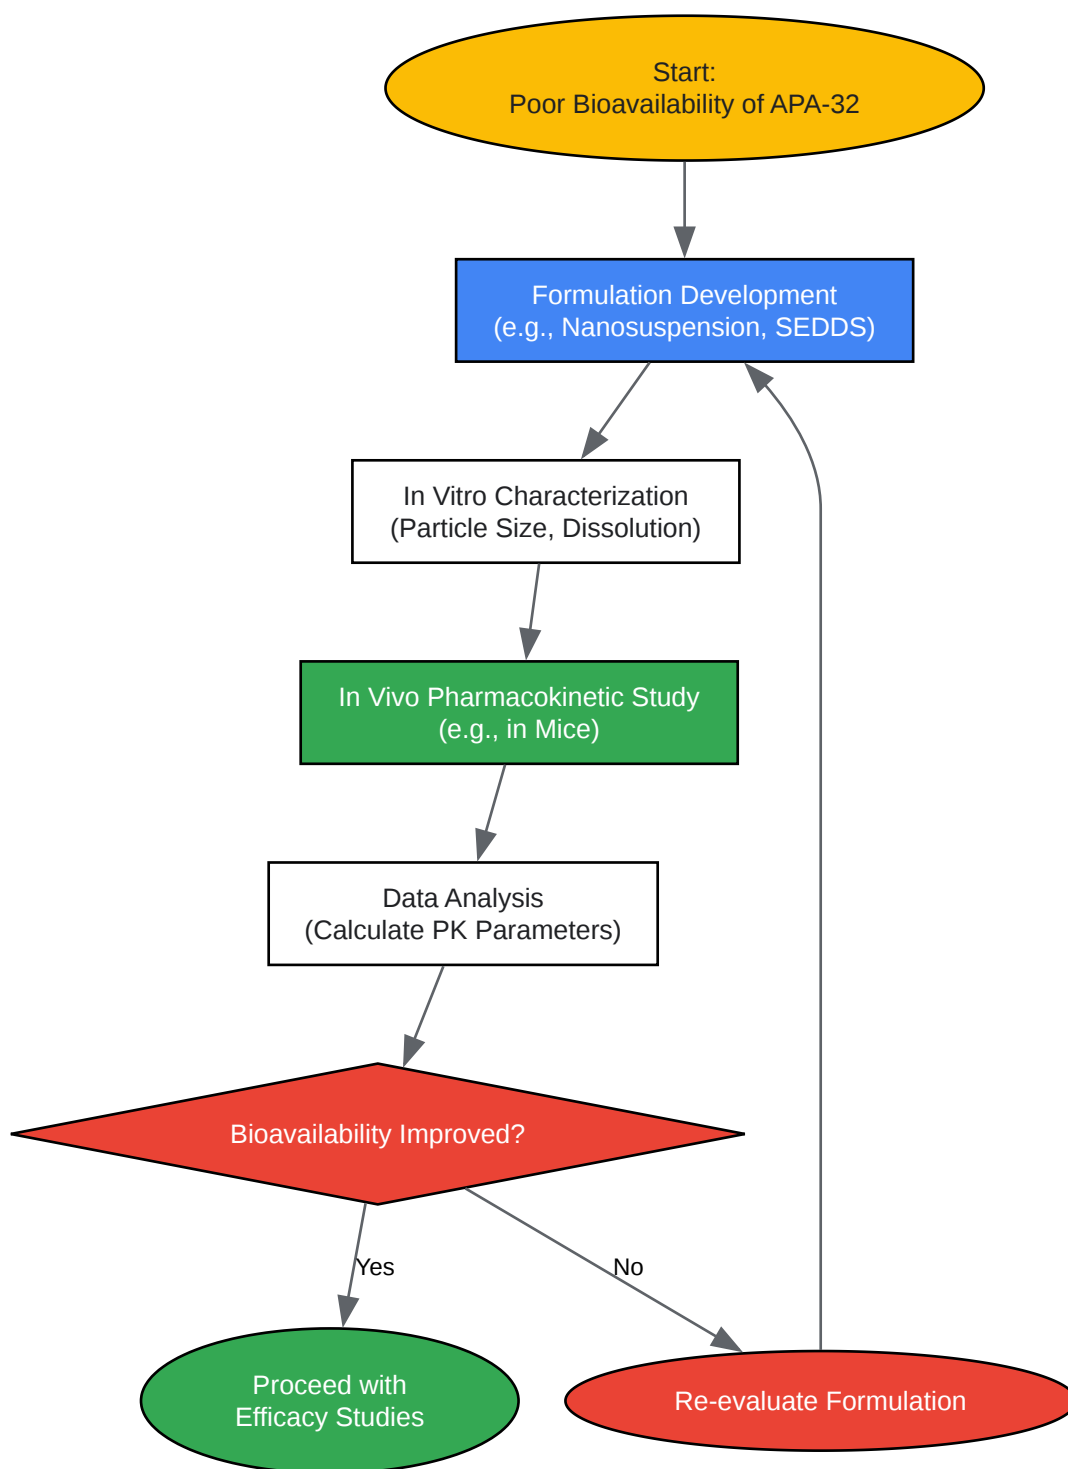 Start:
Poor Bioavailability of APA-32
Formulation Development
(e.g., Nanosuspension, SEDDS)
In Vitro Characterization
(Particle Size, Dissolution)
In Vivo Pharmacokinetic Study
(e.g., in Mice)
Data Analysis
(Calculate PK Parameters)
Bioavailability Improved?
Yes
No
Proceed with
Efficacy Studies
Re-evaluate Formulation